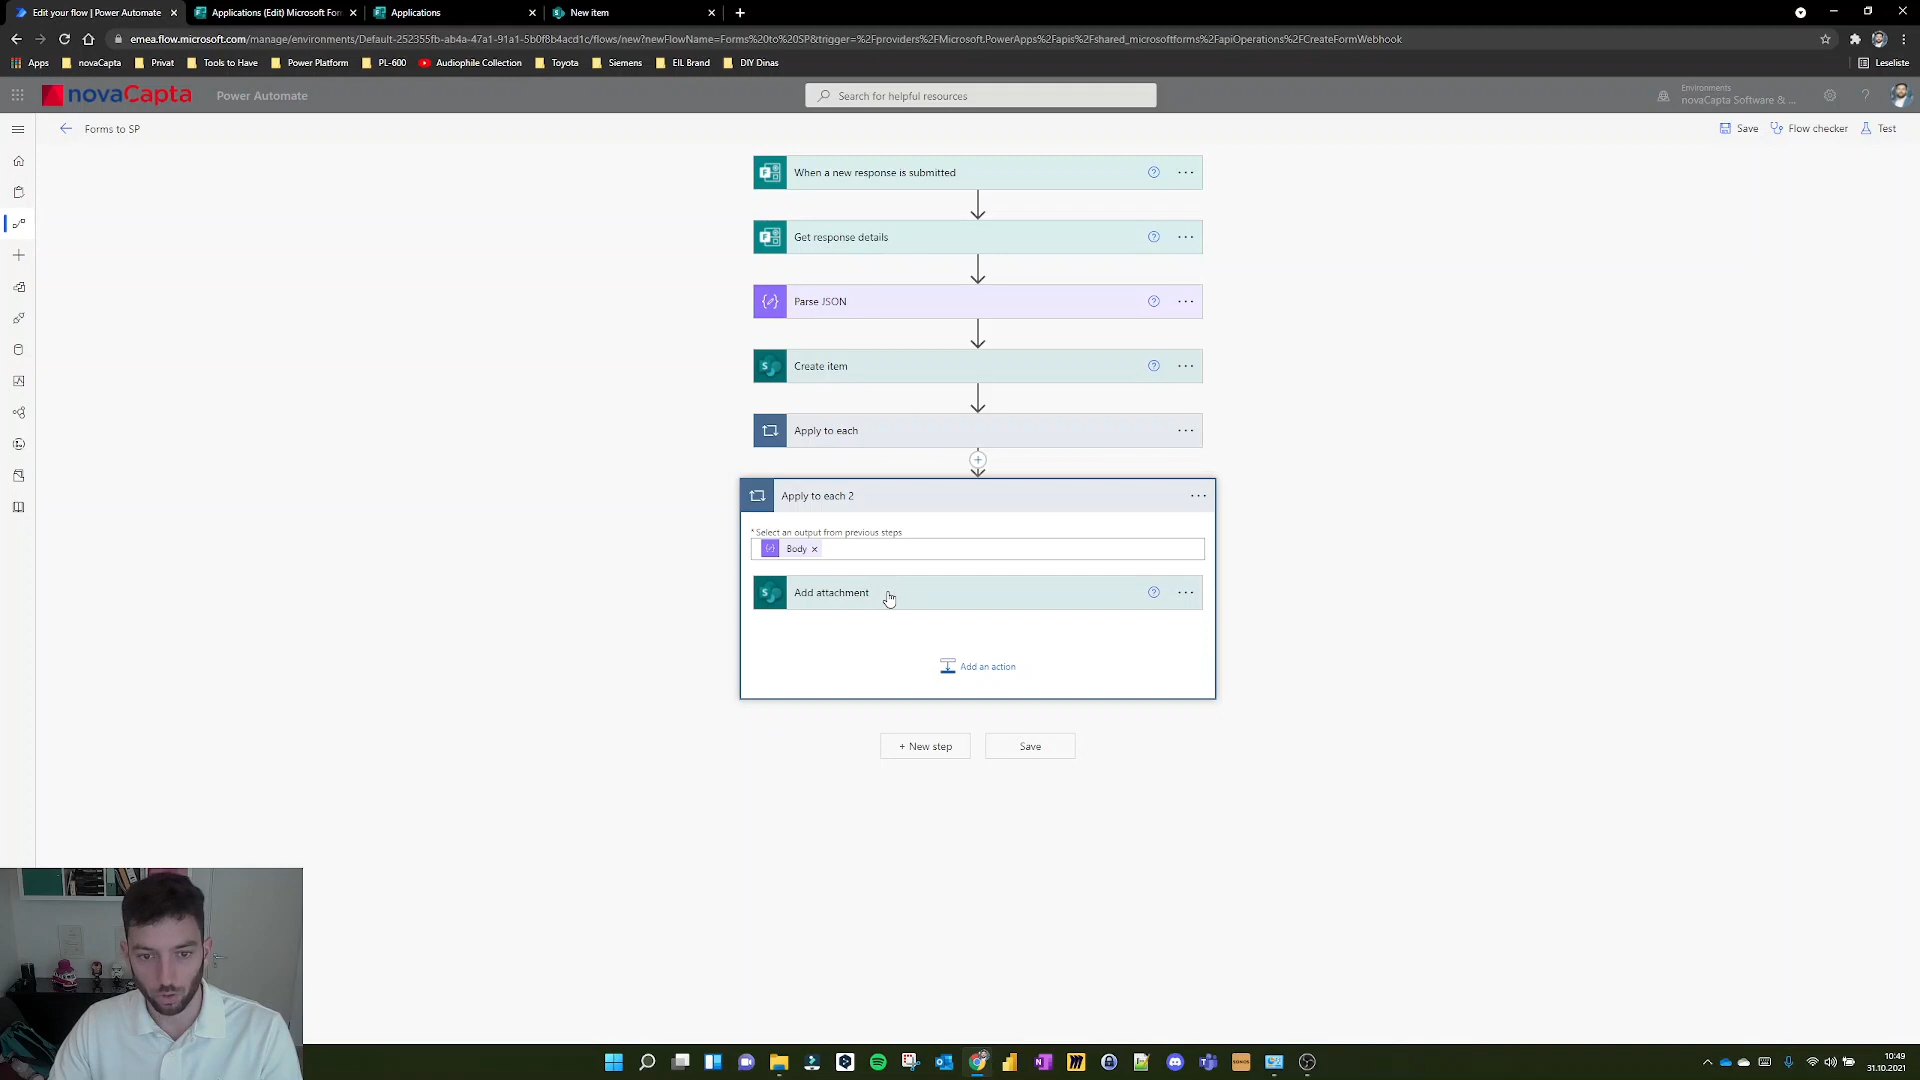 Edit your flow | Power Automate
Applications (Edit) Microsoft For
Applications
New item
emea.flow.microsoft.com/manage/environments/Default-252355fb-ab4a-47a1-91a1-5b0f8b4acd1c/flows/new?newFlowName=Forms%20to%20SP&trigger=%2Fproviders%2FMicrosoft.PowerApps%2Fapis%2Fshared_microsoftforms%2FapiOperations%2FCreateFormWebhook
Apps
novaCapta
Privat
Tools to Have
Power Platform
PL-600
Audiophile Collection
Toyota
Siemens
EIL Brand
DIY Dinas
Leseliste
novaCapta
Power Automate
Search for helpful resources
Environments
novaCapta Software & ...
Forms to SP
Save
Flow checker
Test
When a new response is submitted
Get response details
Parse JSON
Create item
Apply to each
Apply to each 2
* Select an output from previous steps
Body
Add attachment
Add an action
+ New step
Save
10:49
31.10.2021